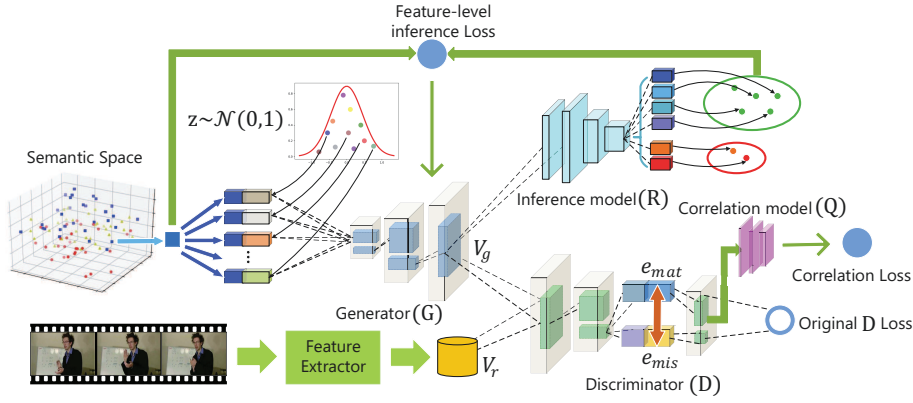 Feature-level
inference Loss
z~𝒩(0,1)
Semantic Space
Inference model(R)
Correlation model(Q)
V_g
e_mat
Correlation Loss
Generator(G)
Original D Loss
Feature
Extractor
V_r
e_mis
Discriminator (D)